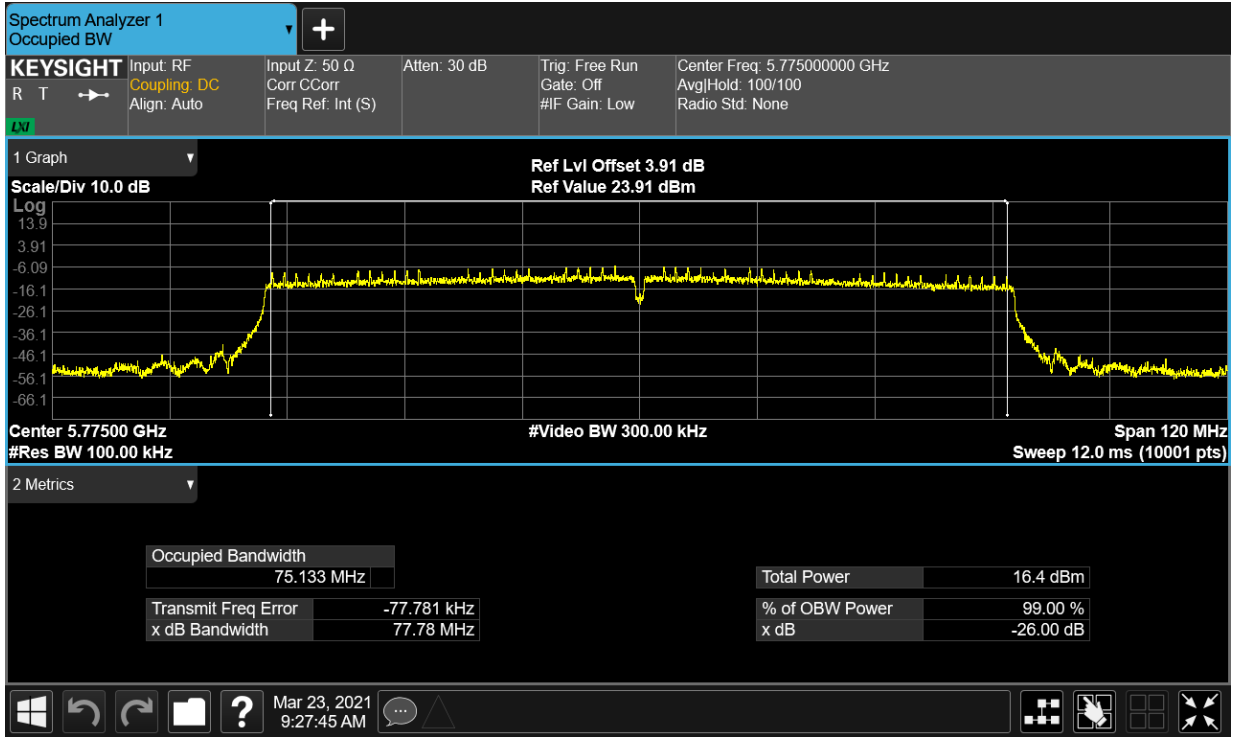 Spectrum Analyzer 1
Occupied BW
KEYSIGHT
R T
LXI
Input: RF
Coupling: DC
Align: Auto
Input Z: 50 Ω
Corr CCorr
Freq Ref: Int (S)
Atten: 30 dB
Trig: Free Run
Gate: Off
#IF Gain: Low
Center Freq: 5.775000000 GHz
Avg|Hold: 100/100
Radio Std: None
1 Graph
Scale/Div 10.0 dB
Ref Lvl Offset 3.91 dB
Ref Value 23.91 dBm
Log
13.9
3.91
-6.09
-16.1
-26.1
-36.1
-46.1
-56.1
-66.1
Center 5.77500 GHz
#Res BW 100.00 kHz
#Video BW 300.00 kHz
Span 120 MHz
Sweep 12.0 ms (10001 pts)
2 Metrics
Occupied Bandwidth
75.133 MHz
Transmit Freq Error -77.781 kHz
x dB Bandwidth 77.78 MHz
Total Power 16.4 dBm
% of OBW Power 99.00 %
x dB -26.00 dB
?
Mar 23, 2021
9:27:45 AM